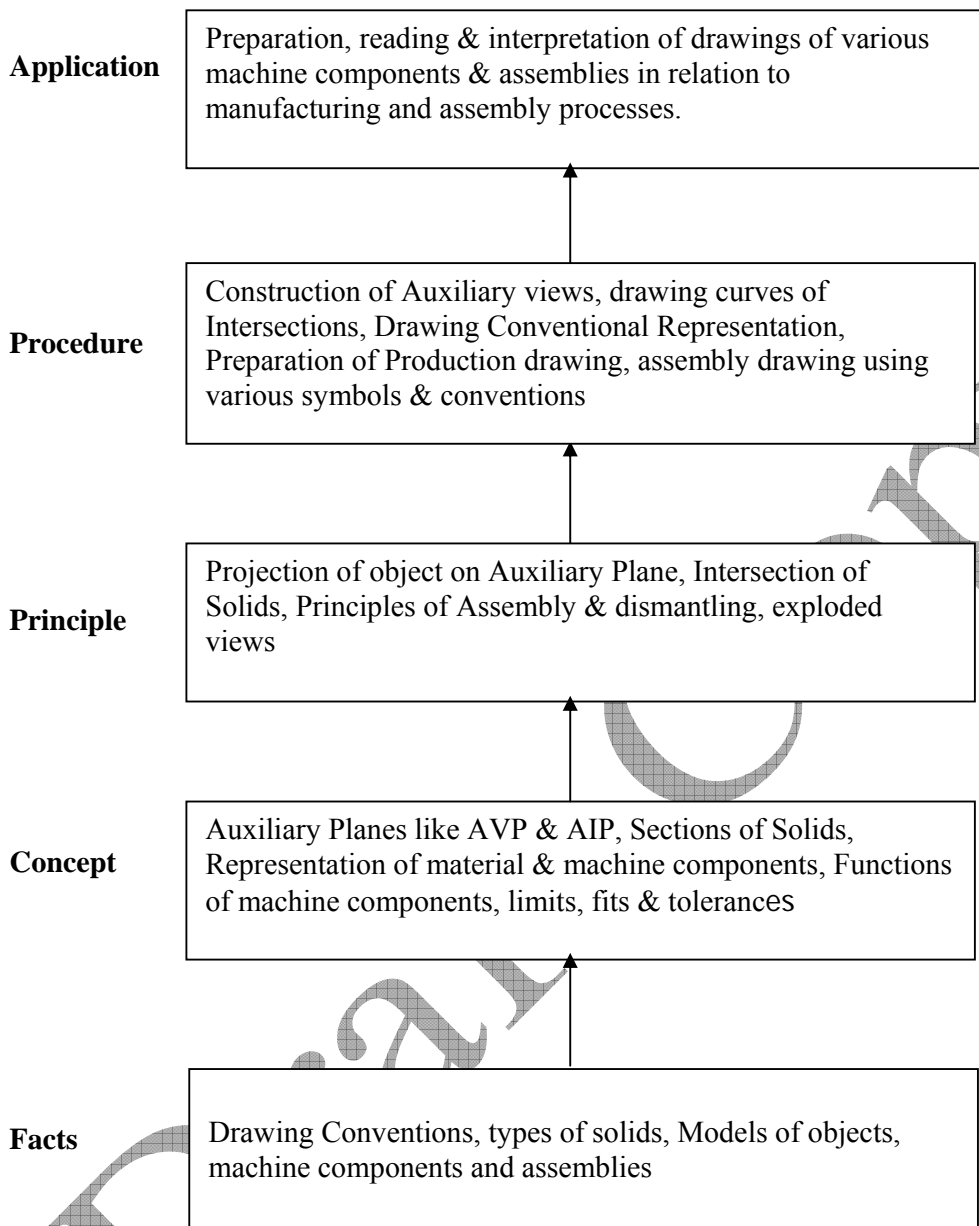 Application
Preparation, reading & interpretation of drawings of various
machine components & assemblies in relation to
manufacturing and assembly processes.
Procedure
Construction of Auxiliary views, drawing curves of
Intersections, Drawing Conventional Representation,
Preparation of Production drawing, assembly drawing using
various symbols & conventions
Principle
Projection of object on Auxiliary Plane, Intersection of
Solids, Principles of Assembly & dismantling, exploded
views
Concept
Auxiliary Planes like AVP & AIP, Sections of Solids,
Representation of material & machine components, Functions
of machine components, limits, fits & tolerances
Facts
Drawing Conventions, types of solids, Models of objects,
machine components and assemblies